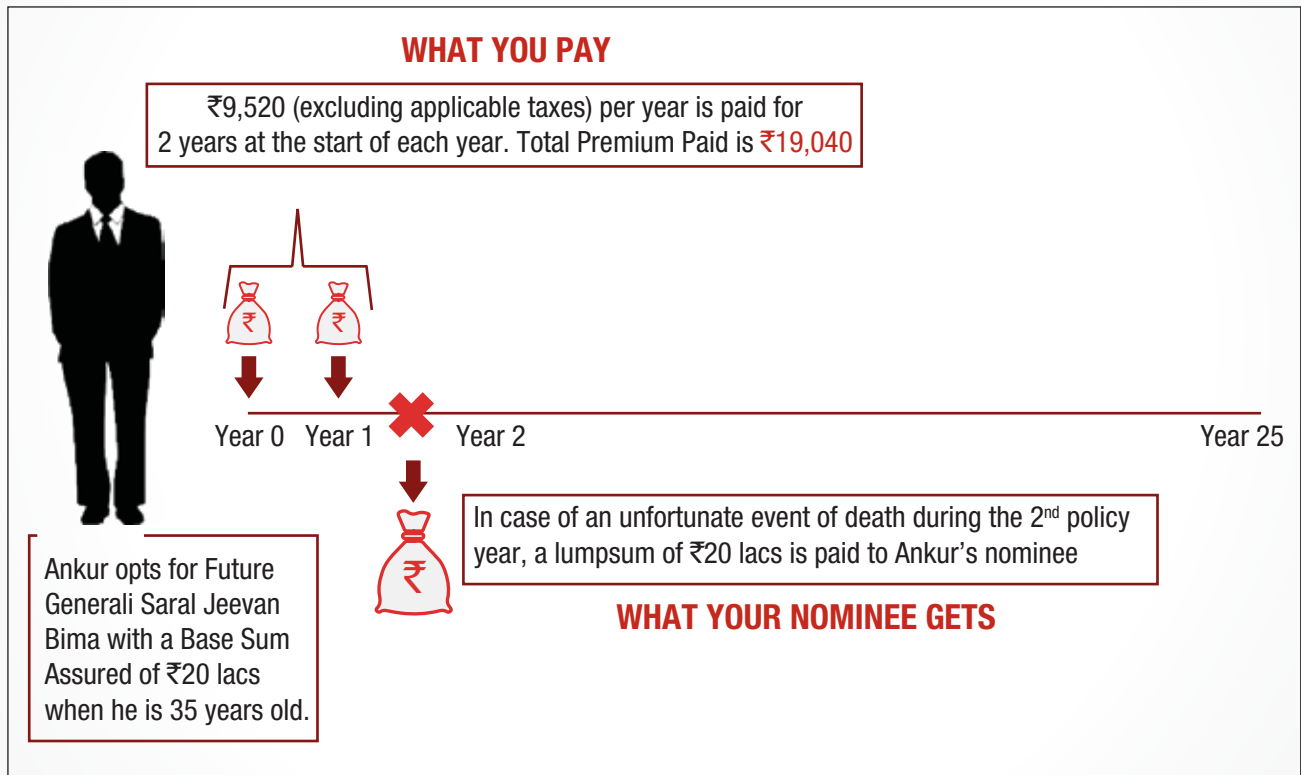 WHAT YOU PAY
₹9,520 (excluding applicable taxes) per year is paid for
2 years at the start of each year. Total Premium Paid is ₹19,040
₹ ₹
Year 0 Year 1 Year 2 Year 25
₹
In case of an unfortunate event of death during the 2nd policy
year, a lumpsum of ₹20 lacs is paid to Ankur's nominee
WHAT YOUR NOMINEE GETS
Ankur opts for Future
Generali Saral Jeevan
Bima with a Base Sum
Assured of ₹20 lacs
when he is 35 years old.